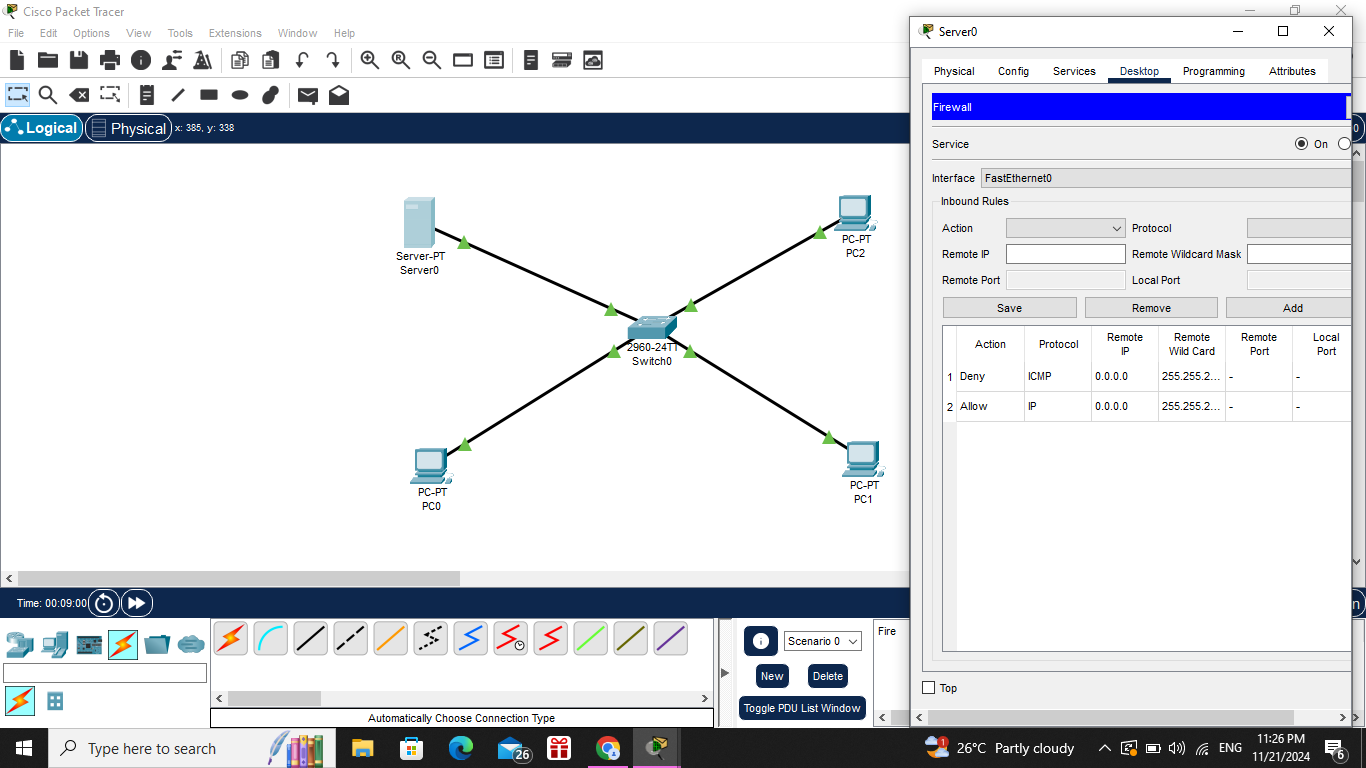 Cisco Packet Tracer
File Edit Options View Tools Extensions Window Help
Logical Physical x: 385, y: 338
Server-PT
Server0
PC-PT
PC2
2960-24TT
Switch0
PC-PT
PC0
PC-PT
PC1
Time: 00:09:00
Automatically Choose Connection Type
Scenario 0
New Delete
Toggle PDU List Window
Fire
Server0
Physical Config Services Desktop Programming Attributes
Firewall
Service On
Interface FastEthernet0
Inbound Rules
Action Protocol
Remote IP Remote Wildcard Mask
Remote Port Local Port
Save Remove Add
Action Protocol Remote IP Remote Wild Card Remote Port Local Port
1 Deny ICMP 0.0.0.0 255.255.2... - -
2 Allow IP 0.0.0.0 255.255.2... - -
Top
Type here to search
26
1
26°C Partly cloudy
ENG
11:26 PM
11/21/2024
6